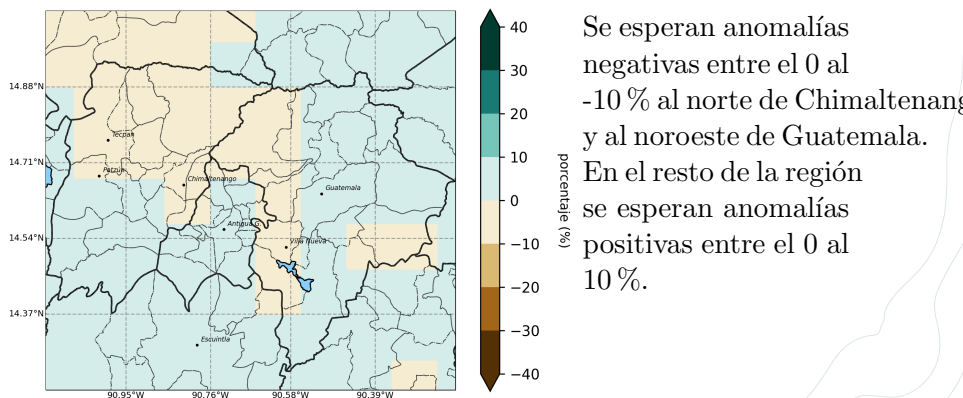 Se esperan anomalías
negativas entre el 0 al
-10 % al norte de Chimaltenang
y al noroeste de Guatemala.
En el resto de la región
se esperan anomalías
positivas entre el 0 al
10 %.
40
30
20
10
0
−10
−20
−30
−40
porcentaje (%)
14.88°N
14.71°N
14.54°N
14.37°N
90.95°W
90.76°W
90.58°W
90.39°W
Tecpán
Patzún
Chimaltenango
Guatemala
Antigua G.
Villa Nueva
Escuintla